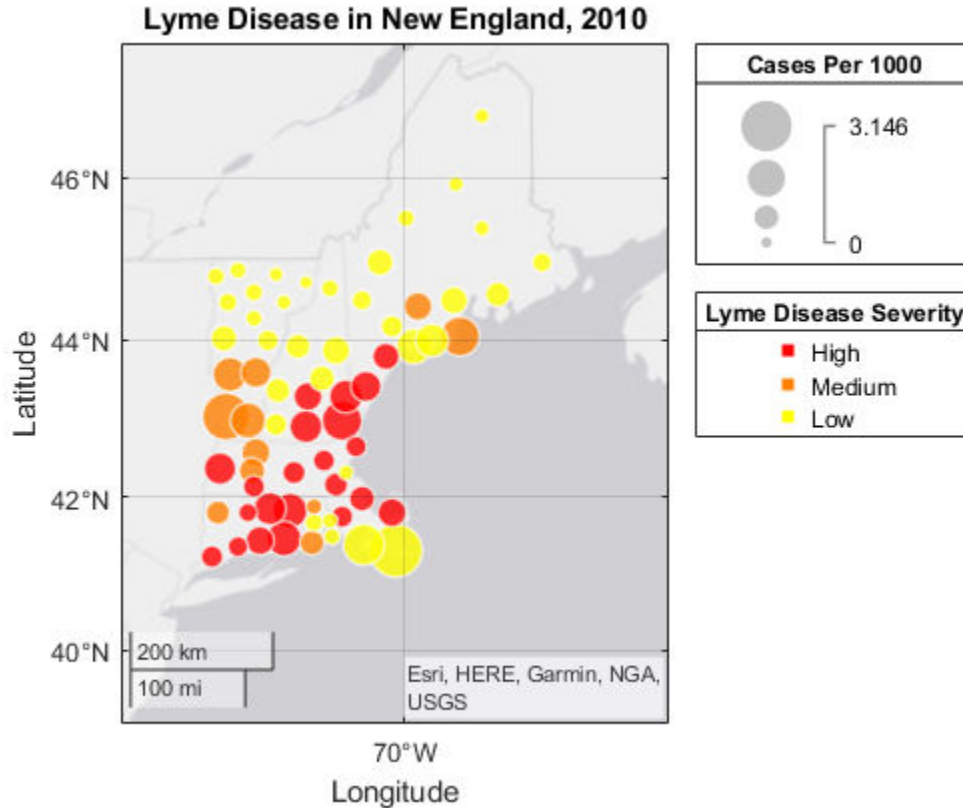 Lyme Disease in New England, 2010
Cases Per 1000
3.146
0
Lyme Disease Severity
High
Medium
Low
46°N
44°N
42°N
40°N
Latitude
200 km
100 mi
Esri, HERE, Garmin, NGA,
USGS
70°W
Longitude